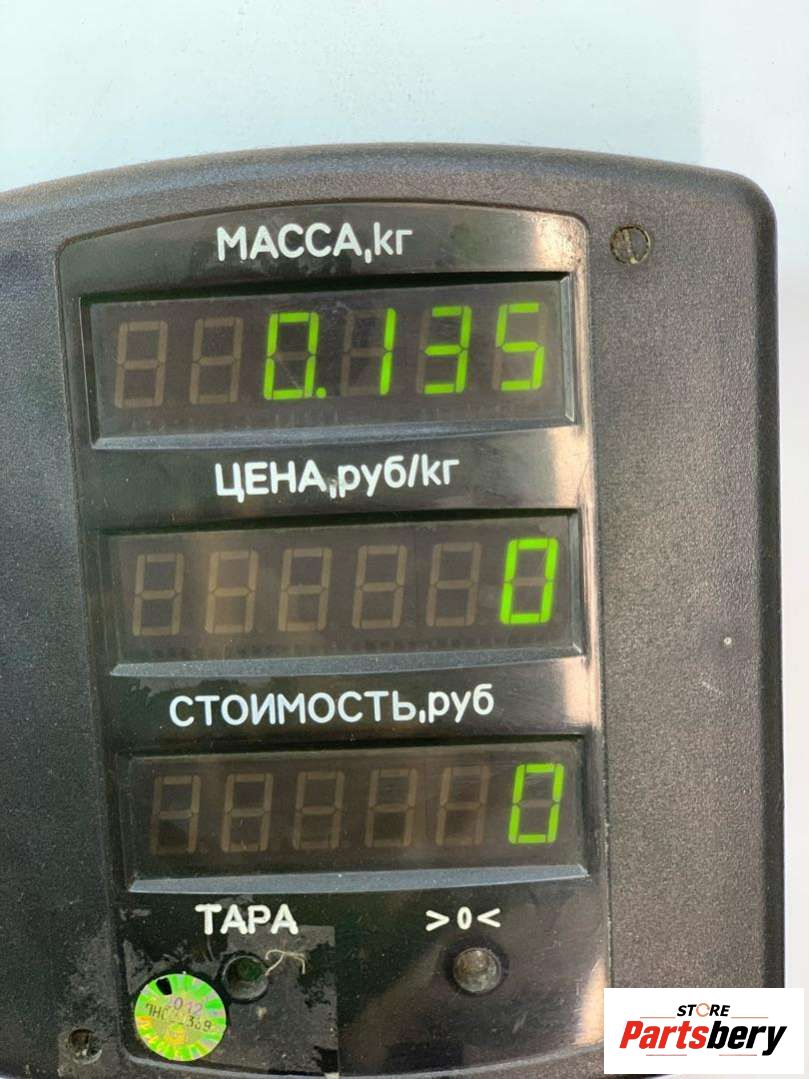 МАССА,кг
0.135
ЦЕНА,руб/кг
0
СТОИМОСТЬ,руб
0
ТАРА >0<
STORE
Partsbery